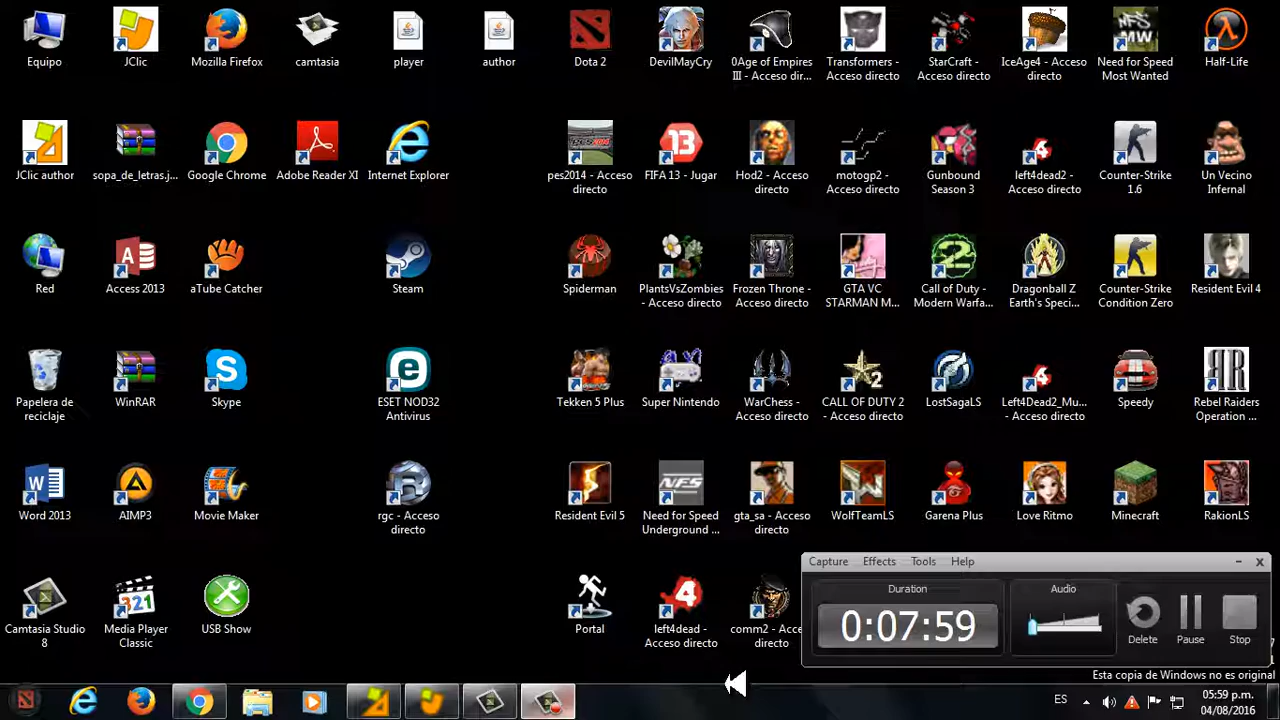 Equipo
JClic
Mozilla Firefox
camtasia
player
author
Dota 2
DevilMayCry
0Age of Empires
III - Acceso dir...
Transformers -
Acceso directo
StarCraft -
Acceso directo
IceAge4 - Acceso
directo
Need for Speed
Most Wanted
Half-Life
JClic author
sopa_de_letras.j...
Google Chrome
Adobe Reader XI
Internet Explorer
pes2014 - Acceso
directo
FIFA 13 - Jugar
Hod2 - Acceso
directo
motogp2 -
Acceso directo
Gunbound
Season 3
left4dead2 -
Acceso directo
Counter-Strike
1.6
Un Vecino
Infernal
Red
Access 2013
aTube Catcher
Steam
Spiderman
PlantsVsZombies
- Acceso directo
Frozen Throne -
Acceso directo
GTA VC
STARMAN M...
Call of Duty -
Modern Warfa...
Dragonball Z
Earth's Speci...
Counter-Strike
Condition Zero
Resident Evil 4
Papelera de
reciclaje
WinRAR
Skype
ESET NOD32
Antivirus
Tekken 5 Plus
Super Nintendo
WarChess -
Acceso directo
CALL OF DUTY 2
- Acceso directo
LostSagaLS
Left4Dead2_Mu...
- Acceso directo
Speedy
Rebel Raiders
Operation ...
Word 2013
AIMP3
Movie Maker
rgc - Acceso
directo
Resident Evil 5
Need for Speed
Underground ...
gta_sa - Acceso
directo
WolfTeamLS
Garena Plus
Love Ritmo
Minecraft
RakionLS
Camtasia Studio
8
Media Player
Classic
USB Show
Portal
left4dead -
Acceso directo
comm2 - Acce
directo
Capture Effects Tools Help
Duration
0:07:59
Audio
Delete
Pause
Stop
Esta copia de Windows no es original
ES
05:59 p.m.
04/08/2016